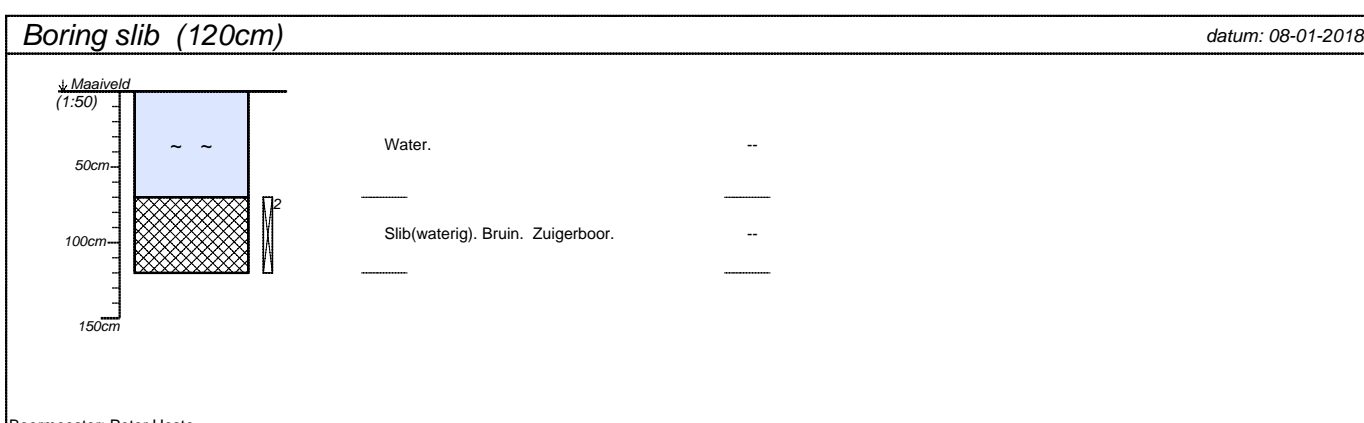 Boring slib (120cm)
datum: 08-01-2018
Maaiveld
(1:50)
~ ~
Water. --
50cm
2
Slib(waterig). Bruin. Zuigerboor. --
100cm
150cm